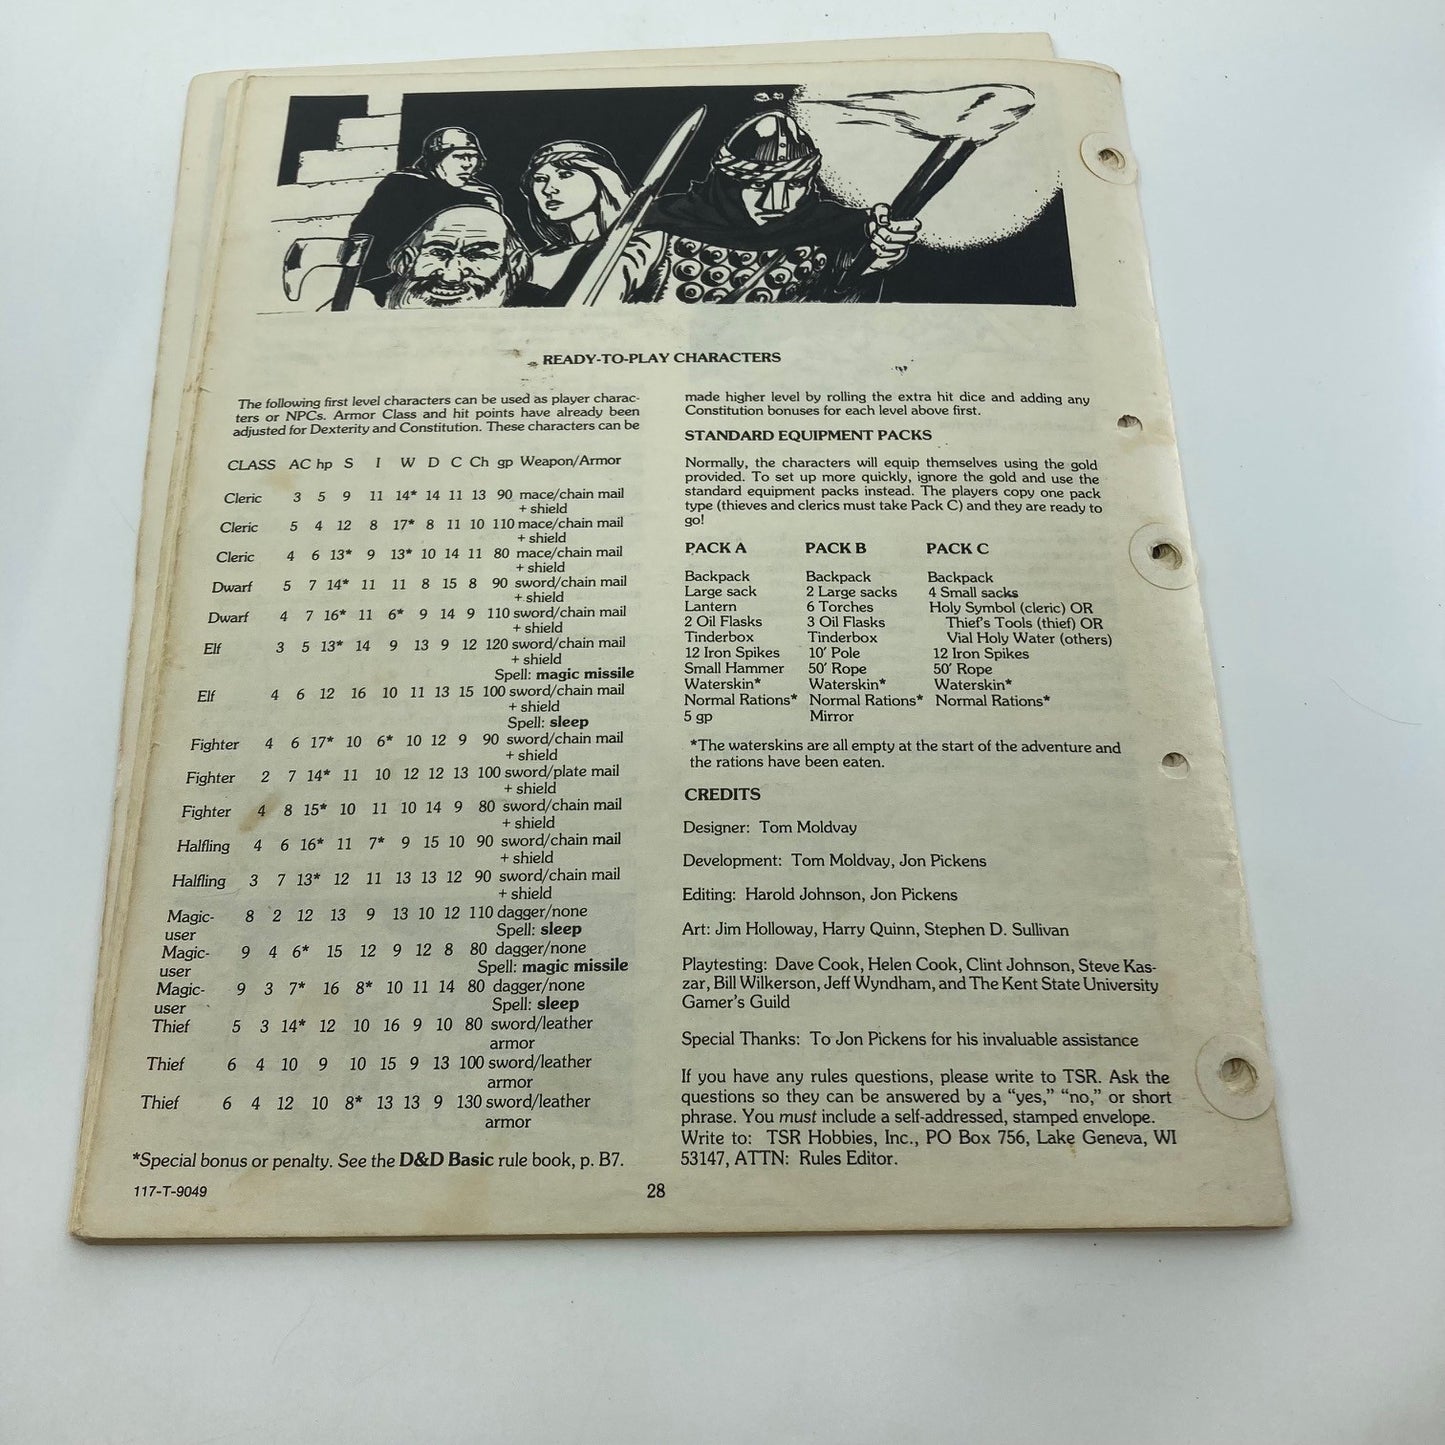 READY-TO-PLAY CHARACTERS
The following first level characters can be used as player charac-
ters or NPCs. Armor Class and hit points have already been
adjusted for Dexterity and Constitution. These characters can be
CLASS AC hp S I W D C Ch gp Weapon/Armor
Cleric 3 5 9 11 14* 14 11 13 90 mace/chain mail
+ shield
Cleric 5 4 12 8 17* 8 11 10 110 mace/chain mail
+ shield
Cleric 4 6 13* 9 13* 10 14 11 80 mace/chain mail
+ shield
Dwarf 5 7 14* 11 11 8 15 8 90 sword/chain mail
+ shield
Dwarf 4 7 16* 11 6* 9 14 9 110 sword/chain mail
+ shield
Elf 3 5 13* 14 9 13 9 12 120 sword/chain mail
+ shield
Spell: magic missile
Elf 4 6 12 16 10 11 13 15 100 sword/chain mail
+ shield
Spell: sleep
Fighter 4 6 17* 10 6* 10 12 9 90 sword/chain mail
+ shield
Fighter 2 7 14* 11 10 12 12 13 100 sword/plate mail
+ shield
Fighter 4 8 15* 10 11 10 14 9 80 sword/chain mail
+ shield
Halfling 4 6 16* 11 7* 9 15 10 90 sword/chain mail
+ shield
Halfling 3 7 13* 12 11 13 13 12 90 sword/chain mail
+ shield
Magic- 8 2 12 13 9 13 10 12 110 dagger/none
user Spell: sleep
Magic- 9 4 6* 15 12 9 12 8 80 dagger/none
user Spell: magic missile
Magic- 9 3 7* 16 8* 10 11 14 80 dagger/none
user Spell: sleep
Thief 5 3 14* 12 10 16 9 10 80 sword/leather
armor
Thief 6 4 10 9 10 15 9 13 100 sword/leather
armor
Thief 6 4 12 10 8* 13 13 9 130 sword/leather
armor
*Special bonus or penalty. See the D&D Basic rule book, p. B7.
made higher level by rolling the extra hit dice and adding any
Constitution bonuses for each level above first.
STANDARD EQUIPMENT PACKS
Normally, the characters will equip themselves using the gold
provided. To set up more quickly, ignore the gold and use the
standard equipment packs instead. The players copy one pack
type (thieves and clerics must take Pack C) and they are ready to
go!
PACK A PACK B PACK C
Backpack Backpack Backpack
Large sack 2 Large sacks 4 Small sacks
Lantern 6 Torches Holy Symbol (cleric) OR
2 Oil Flasks 3 Oil Flasks Thief's Tools (thief) OR
Tinderbox Tinderbox Vial Holy Water (others)
12 Iron Spikes 10' Pole 12 Iron Spikes
Small Hammer 50' Rope 50' Rope
Waterskin* Waterskin* Waterskin*
Normal Rations* Normal Rations* Normal Rations*
5 gp Mirror
*The waterskins are all empty at the start of the adventure and
the rations have been eaten.
CREDITS
Designer: Tom Moldvay
Development: Tom Moldvay, Jon Pickens
Editing: Harold Johnson, Jon Pickens
Art: Jim Holloway, Harry Quinn, Stephen D. Sullivan
Playtesting: Dave Cook, Helen Cook, Clint Johnson, Steve Kas-
zar, Bill Wilkerson, Jeff Wyndham, and The Kent State University
Gamer's Guild
Special Thanks: To Jon Pickens for his invaluable assistance
If you have any rules questions, please write to TSR. Ask the
questions so they can be answered by a "yes," "no," or short
phrase. You must include a self-addressed, stamped envelope.
Write to: TSR Hobbies, Inc., PO Box 756, Lake Geneva, WI
53147, ATTN: Rules Editor.
117-T-9049
28